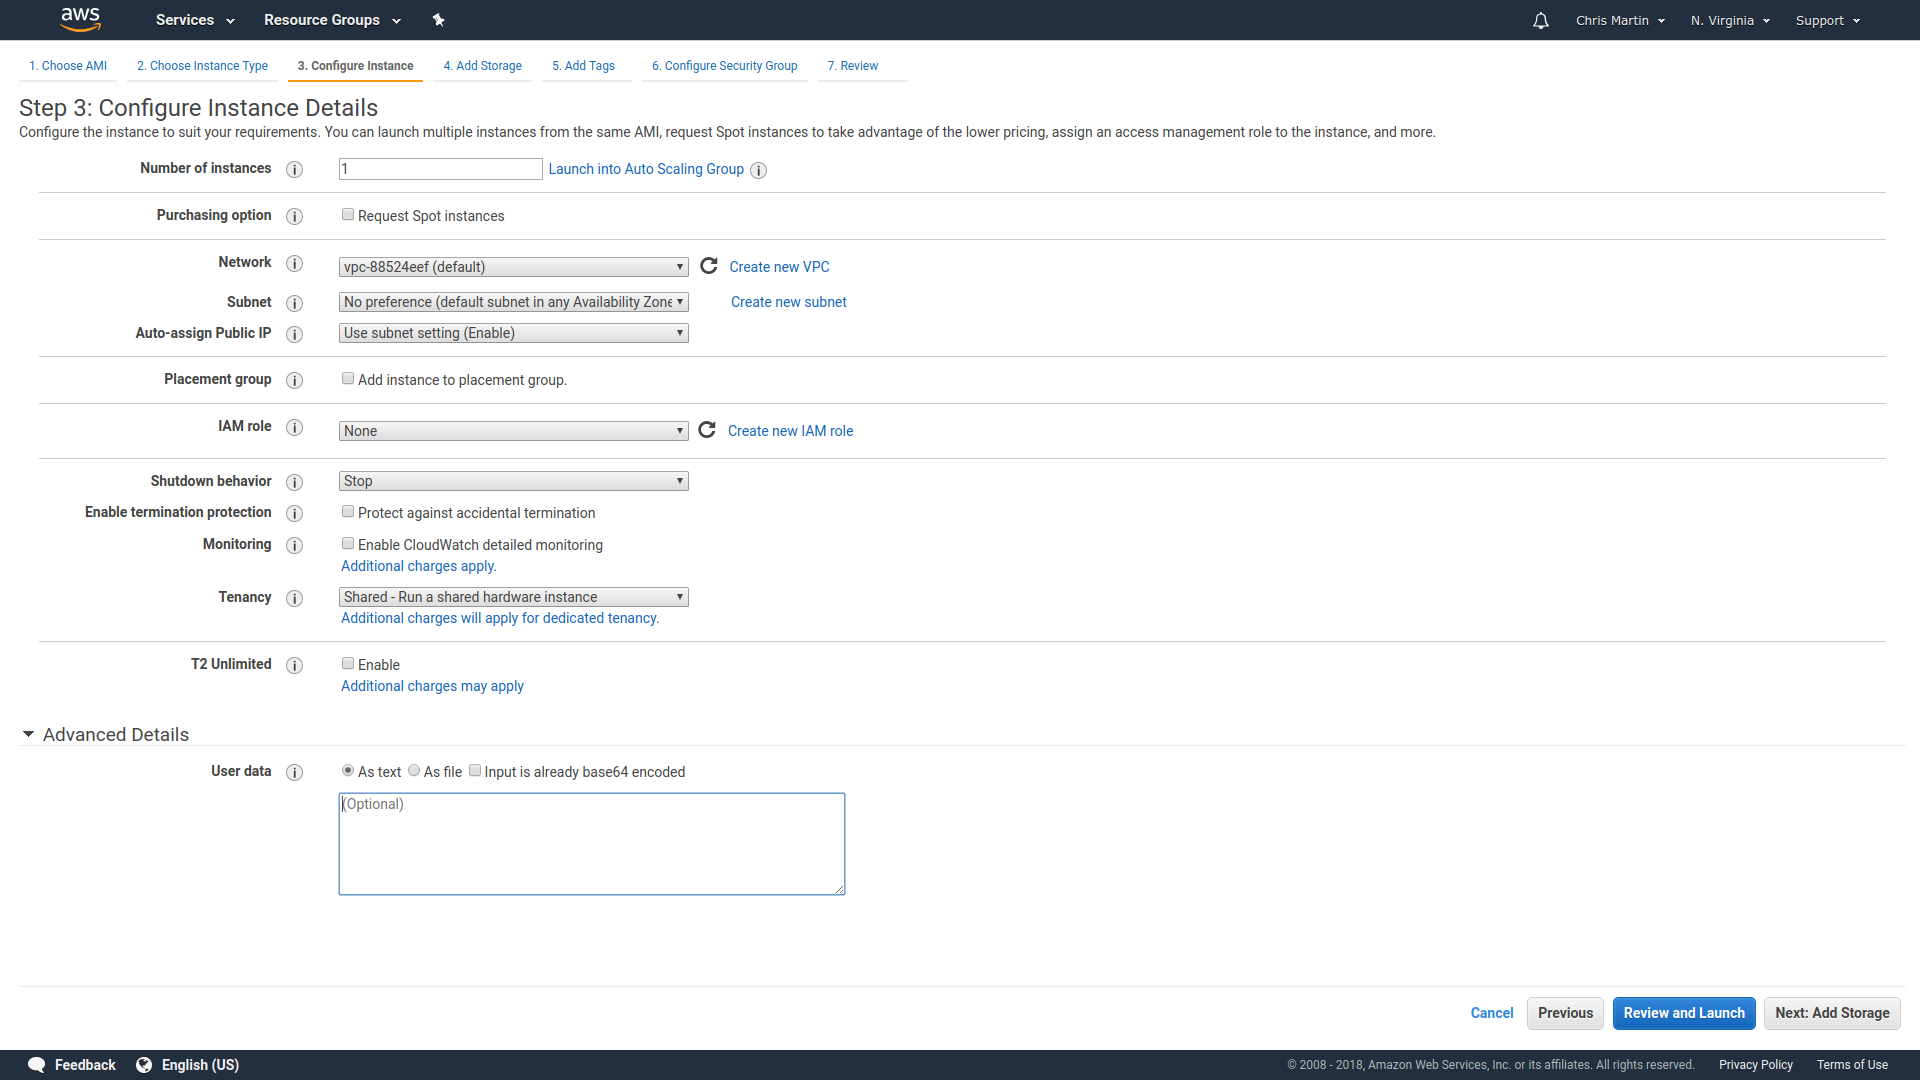 aws Services Resource Groups Chris Martin N. Virginia Support
1. Choose AMI 2. Choose Instance Type 3. Configure Instance 4. Add Storage 5. Add Tags 6. Configure Security Group 7. Review
Step 3: Configure Instance Details
Configure the instance to suit your requirements. You can launch multiple instances from the same AMI, request Spot instances to take advantage of the lower pricing, assign an access management role to the instance, and more.
Number of instances i 1 Launch into Auto Scaling Group i
Purchasing option i Request Spot instances
Network i vpc-88524eef (default) Create new VPC
Subnet i No preference (default subnet in any Availability Zone Create new subnet
Auto-assign Public IP i Use subnet setting (Enable)
Placement group i Add instance to placement group.
IAM role i None Create new IAM role
Shutdown behavior i Stop
Enable termination protection i Protect against accidental termination
Monitoring i Enable CloudWatch detailed monitoring
Additional charges apply.
Tenancy i Shared - Run a shared hardware instance
Additional charges will apply for dedicated tenancy.
T2 Unlimited i Enable
Additional charges may apply
Advanced Details
User data i As text As file Input is already base64 encoded
(Optional)
Cancel Previous Review and Launch Next: Add Storage
Feedback English (US) © 2008 - 2018, Amazon Web Services, Inc. or its affiliates. All rights reserved. Privacy Policy Terms of Use